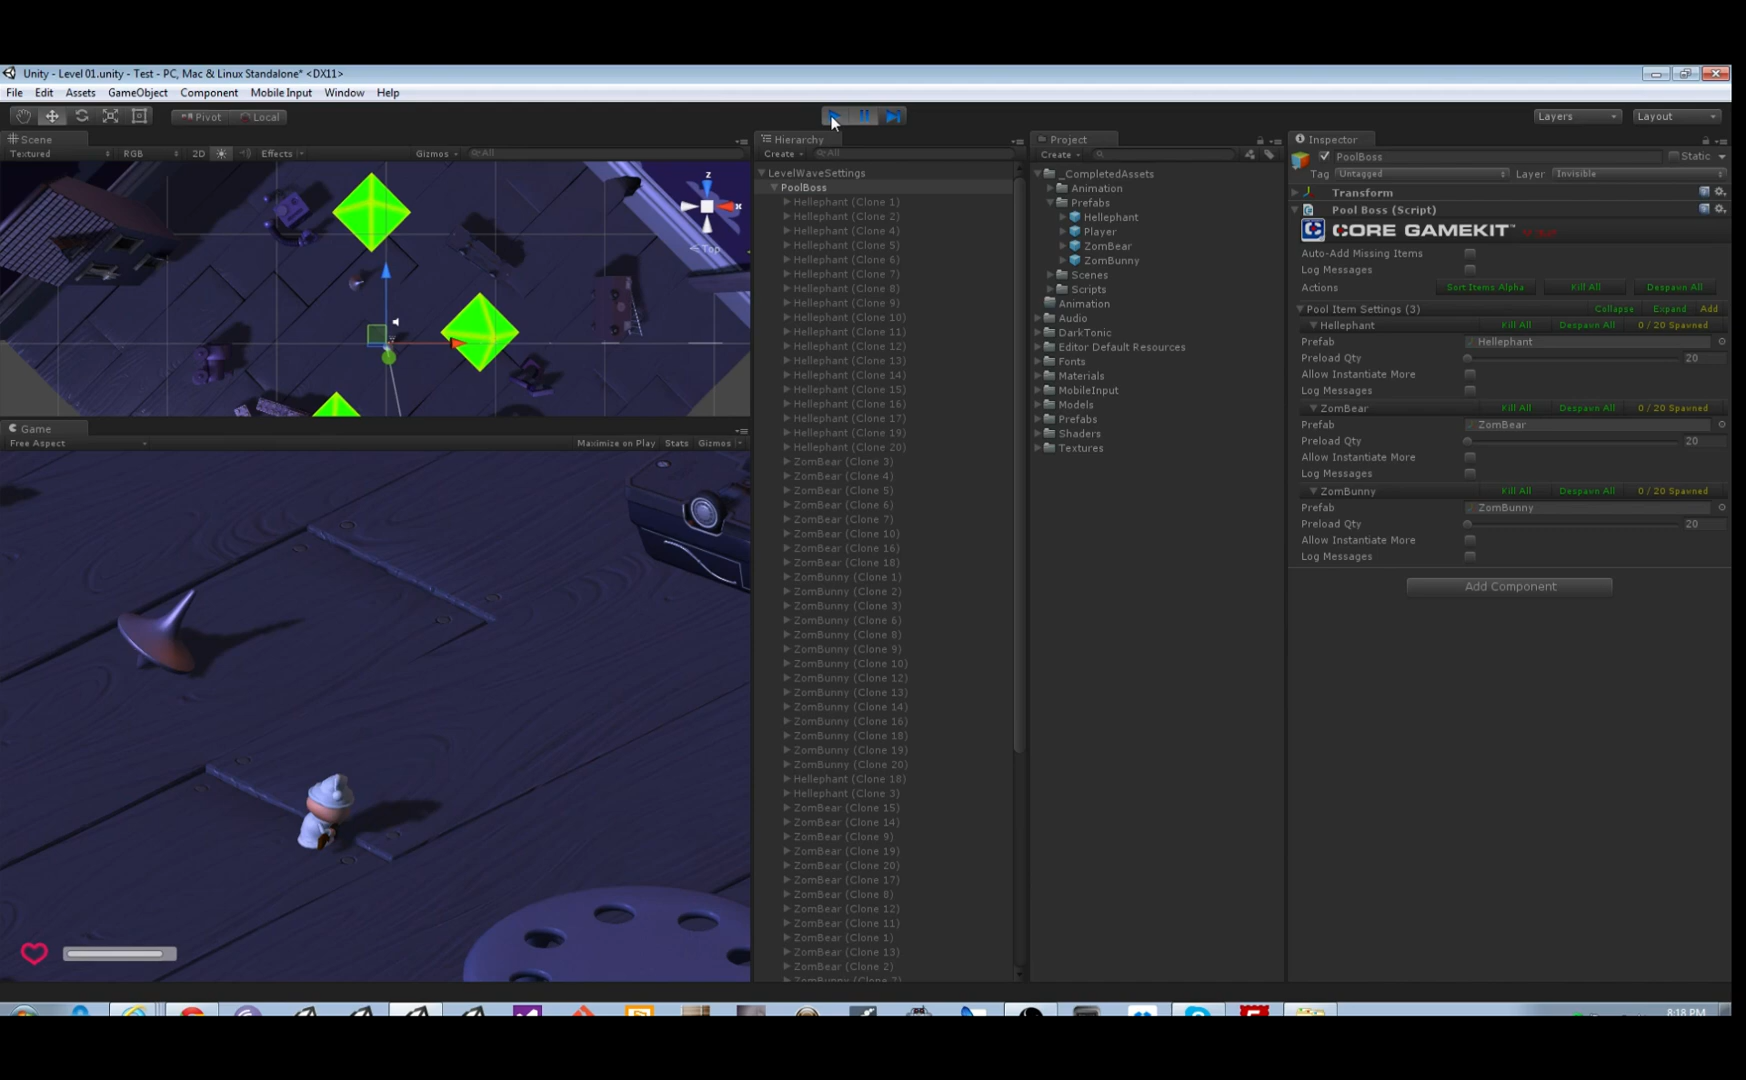 Unity - Level 01.unity - Test - PC, Mac & Linux Standalone* <DX11>
File Edit Assets GameObject Component Mobile Input Window Help
Pivot Local
Layers Layout
Scene
Textured RGB 2D Effects Gizmos All
z
x
Top
Game
Free Aspect Maximize on Play Stats Gizmos
Hierarchy
Create All
LevelWaveSettings
PoolBoss
Hellephant (Clone 1)
Hellephant (Clone 2)
Hellephant (Clone 4)
Hellephant (Clone 5)
Hellephant (Clone 6)
Hellephant (Clone 7)
Hellephant (Clone 8)
Hellephant (Clone 9)
Hellephant (Clone 10)
Hellephant (Clone 11)
Hellephant (Clone 12)
Hellephant (Clone 13)
Hellephant (Clone 14)
Hellephant (Clone 15)
Hellephant (Clone 16)
Hellephant (Clone 17)
Hellephant (Clone 19)
Hellephant (Clone 20)
ZomBear (Clone 3)
ZomBear (Clone 4)
ZomBear (Clone 5)
ZomBear (Clone 6)
ZomBear (Clone 7)
ZomBear (Clone 10)
ZomBear (Clone 16)
ZomBear (Clone 18)
ZomBunny (Clone 1)
ZomBunny (Clone 2)
ZomBunny (Clone 3)
ZomBunny (Clone 6)
ZomBunny (Clone 8)
ZomBunny (Clone 9)
ZomBunny (Clone 10)
ZomBunny (Clone 12)
ZomBunny (Clone 13)
ZomBunny (Clone 14)
ZomBunny (Clone 16)
ZomBunny (Clone 18)
ZomBunny (Clone 19)
ZomBunny (Clone 20)
Hellephant (Clone 18)
Hellephant (Clone 3)
ZomBear (Clone 15)
ZomBear (Clone 14)
ZomBear (Clone 9)
ZomBear (Clone 19)
ZomBear (Clone 20)
ZomBear (Clone 17)
ZomBear (Clone 8)
ZomBear (Clone 12)
ZomBear (Clone 11)
ZomBear (Clone 1)
ZomBear (Clone 13)
ZomBear (Clone 2)
ZomBunny (Clone 7)
Project
Create
_CompletedAssets
Animation
Prefabs
Hellephant
Player
ZomBear
ZomBunny
Scenes
Scripts
Animation
Audio
DarkTonic
Editor Default Resources
Fonts
Materials
MobileInput
Models
Prefabs
Shaders
Textures
Inspector
PoolBoss Static
Tag Untagged Layer Invisible
Transform
Pool Boss (Script)
CORE GAMEKIT™
Auto-Add Missing Items
Log Messages
Actions Sort Items Alpha Kill All Despawn All
Pool Item Settings (3) Collapse Expand Add
Hellephant Kill All Despawn All 0 / 20 Spawned
Prefab Hellephant
Preload Qty 20
Allow Instantiate More
Log Messages
ZomBear Kill All Despawn All 0 / 20 Spawned
Prefab ZomBear
Preload Qty 20
Allow Instantiate More
Log Messages
ZomBunny Kill All Despawn All 0 / 20 Spawned
Prefab ZomBunny
Preload Qty 20
Allow Instantiate More
Log Messages
Add Component
8:18 PM